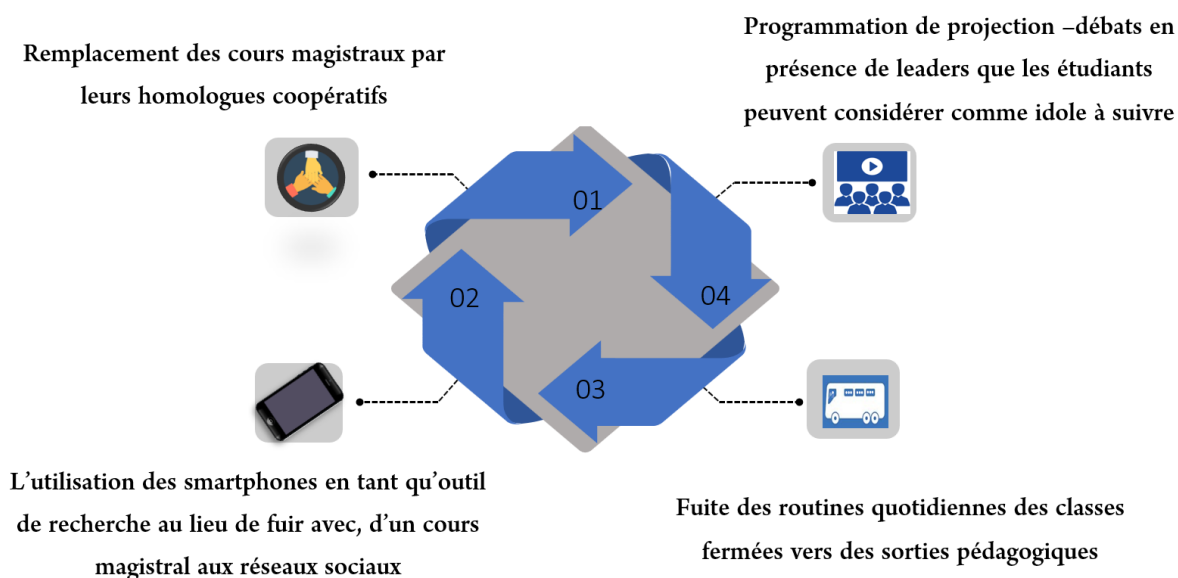 Remplacement des cours magistraux par
leurs homologues coopératifs
Programmation de projection –débats en
présence de leaders que les étudiants
peuvent considérer comme idole à suivre
01
02
04
03
L’utilisation des smartphones en tant qu’outil
de recherche au lieu de fuir avec, d’un cours
magistral aux réseaux sociaux
Fuite des routines quotidiennes des classes
fermées vers des sorties pédagogiques